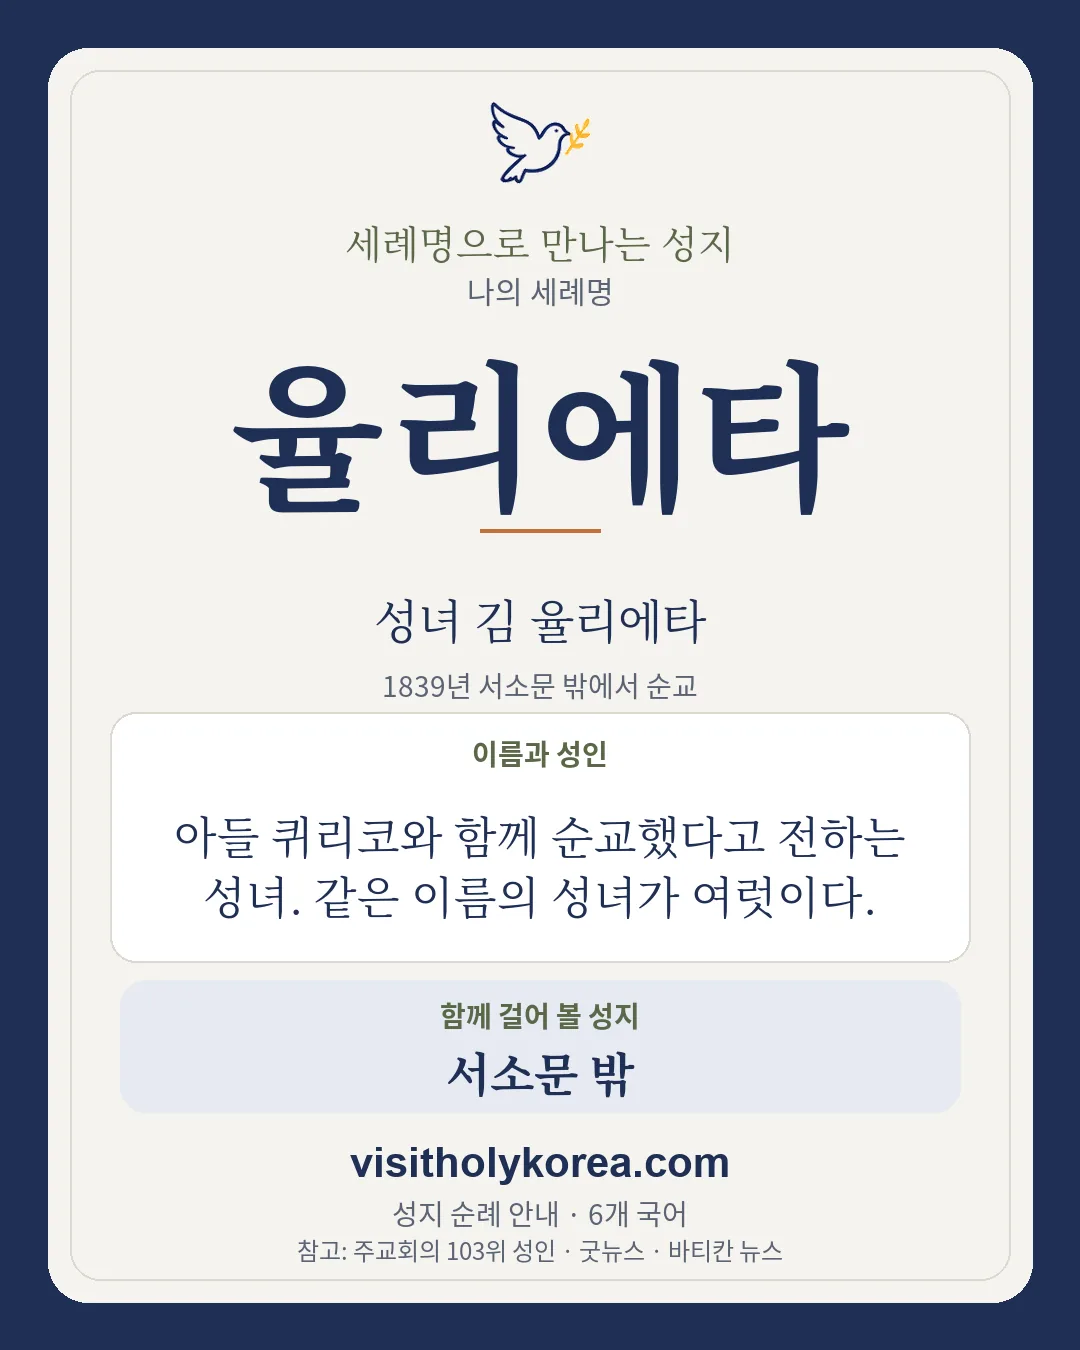 세례명으로 만나는 성지
나의 세례명
율리에타
성녀 김 율리에타
1839년 서소문 밖에서 순교
이름과 성인
아들 퀴리코와 함께 순교했다고 전하는
성녀. 같은 이름의 성녀가 여럿이다.
함께 걸어 볼 성지
서소문 밖
visitholykorea.com
성지 순례 안내 · 6개 국어
참고: 주교회의 103위 성인 · 굿뉴스 · 바티칸 뉴스